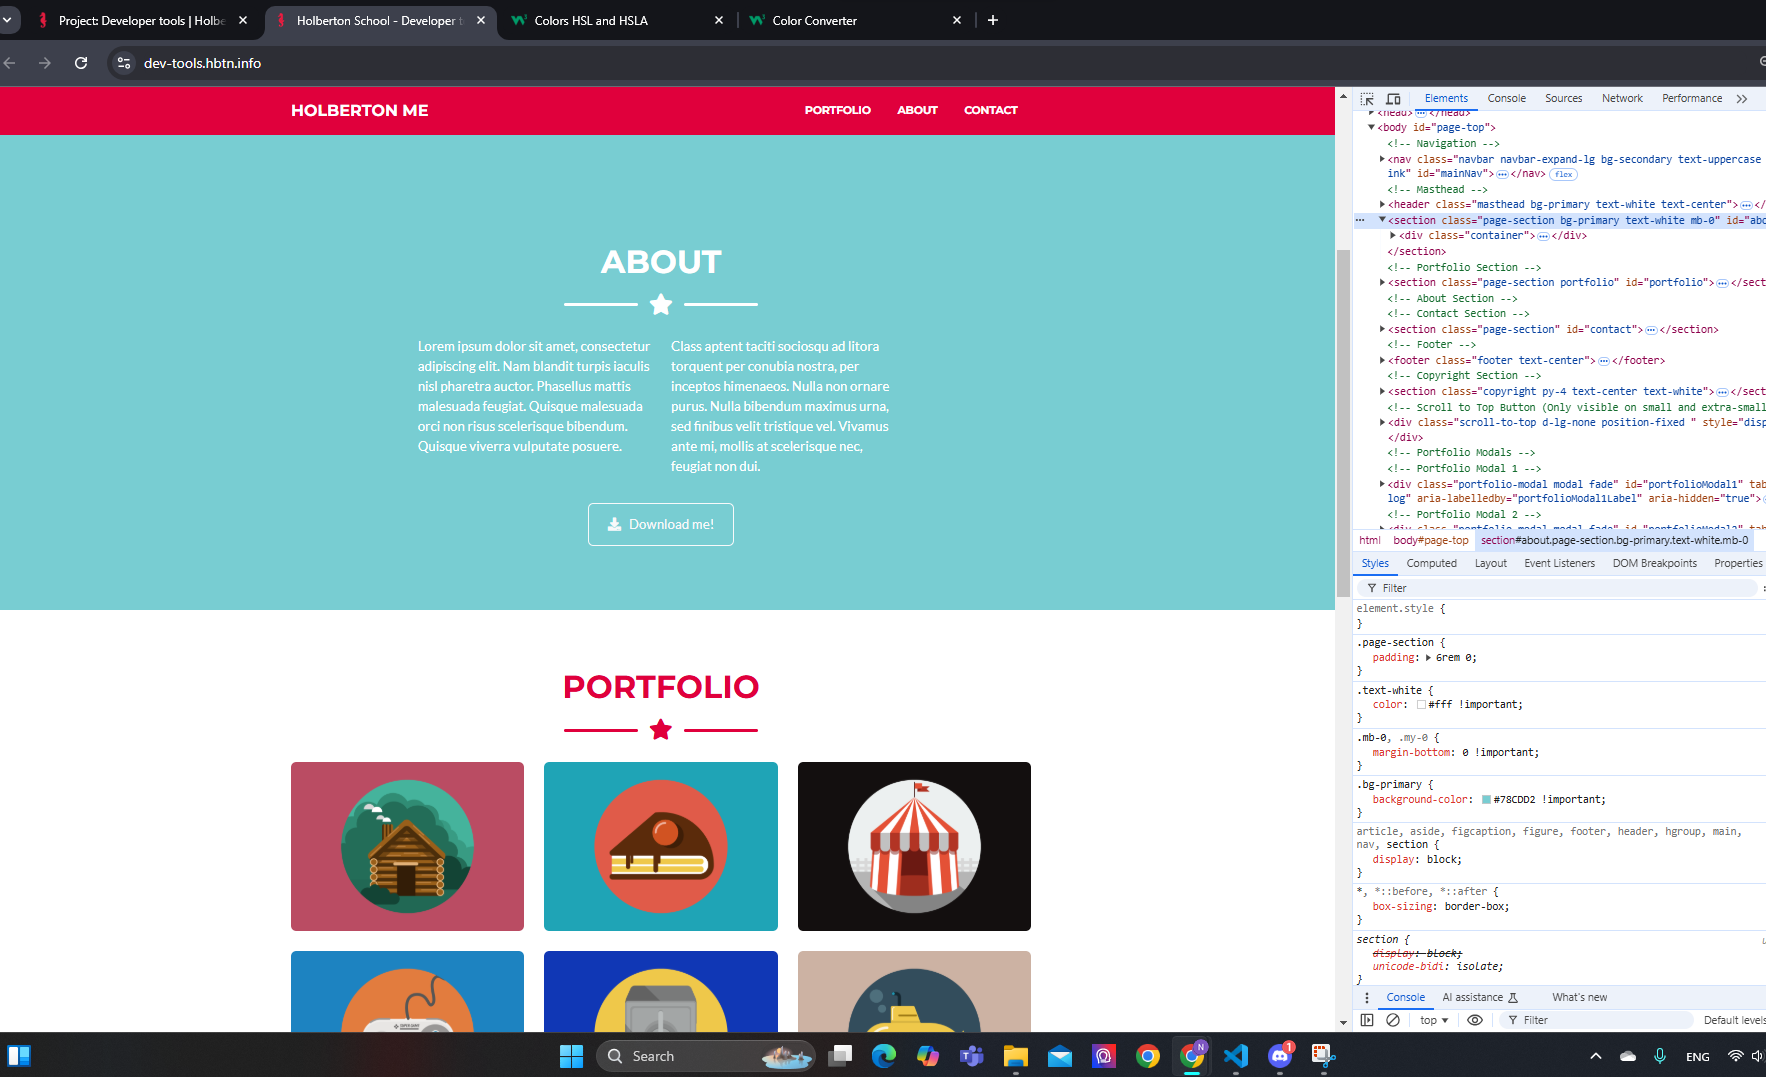 Project: Developer tools | Holbe
Holberton School - Developer t
Colors HSL and HSLA
Color Converter
dev-tools.hbtn.info
HOLBERTON ME
PORTFOLIO ABOUT CONTACT
ABOUT
Lorem ipsum dolor sit amet, consectetur
adipiscing elit. Nam blandit turpis iaculis
nisl pharetra auctor. Phasellus mattis
malesuada feugiat. Quisque malesuada
orci non risus scelerisque bibendum.
Quisque viverra vulputate posuere.
Class aptent taciti sociosqu ad litora
torquent per conubia nostra, per
inceptos himenaeos. Nulla non ornare
purus. Nulla bibendum maximus urna,
sed finibus velit tristique vel. Vivamus
ante mi, mollis at scelerisque nec,
feugiat non dui.
Download me!
PORTFOLIO
Elements Console Sources Network Performance
<head> </head>
<body id="page-top">
<!-- Navigation -->
<nav class="navbar navbar-expand-lg bg-secondary text-uppercase
ink" id="mainNav"> </nav> flex
<!-- Masthead -->
<header class="masthead bg-primary text-white text-center"> </
<section class="page-section bg-primary text-white mb-0" id="abo
<div class="container"> </div>
</section>
<!-- Portfolio Section -->
<section class="page-section portfolio" id="portfolio"> </sect
<!-- About Section -->
<!-- Contact Section -->
<section class="page-section" id="contact"> </section>
<!-- Footer -->
<footer class="footer text-center"> </footer>
<!-- Copyright Section -->
<section class="copyright py-4 text-center text-white"> </sect
<!-- Scroll to Top Button (Only visible on small and extra-small
<div class="scroll-to-top d-lg-none position-fixed " style="disp
</div>
<!-- Portfolio Modals -->
<!-- Portfolio Modal 1 -->
<div class="portfolio-modal modal fade" id="portfolioModal1" tab
log" aria-labelledby="portfolioModal1Label" aria-hidden="true">
<!-- Portfolio Modal 2 -->
<div class="portfolio-modal modal fade" id="portfolioModal2" tab
html body#page-top section#about.page-section.bg-primary.text-white.mb-0
Styles Computed Layout Event Listeners DOM Breakpoints Properties
Filter
element.style {
}
.page-section {
padding: 6rem 0;
}
.text-white {
color: #fff !important;
}
.mb-0, .my-0 {
margin-bottom: 0 !important;
}
.bg-primary {
background-color: #78CDD2 !important;
}
article, aside, figcaption, figure, footer, header, hgroup, main,
nav, section {
display: block;
}
*, *::before, *::after {
box-sizing: border-box;
}
section {
display: block;
unicode-bidi: isolate;
}
Console AI assistance What's new
top Filter Default levels
Search
N
1
ENG